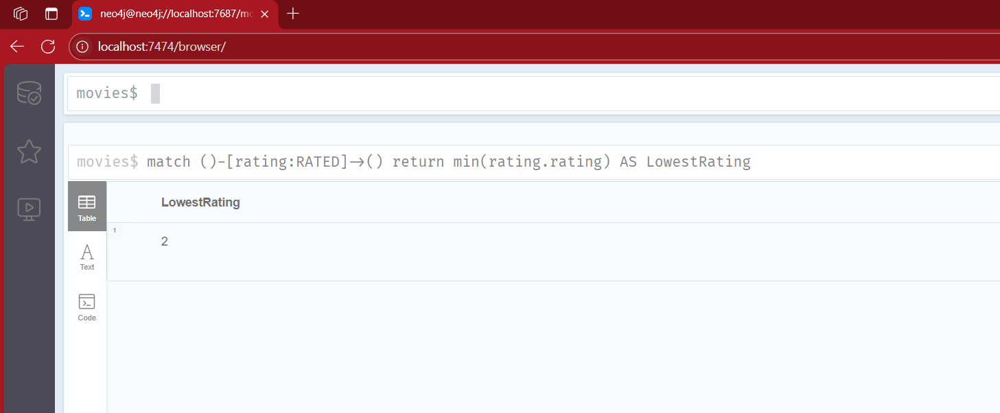 neo4j@neo4j://localhost:7687/mo
localhost:7474/browser/
movies$
movies$ match ()-[rating:RATED]->() return min(rating.rating) AS LowestRating
Table
LowestRating
1
2
Text
Code